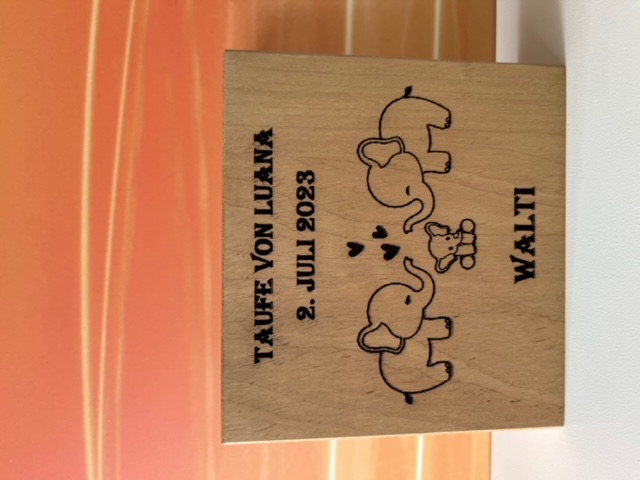 TAUFE VON LUANA
2. JULI 2023
WALTI